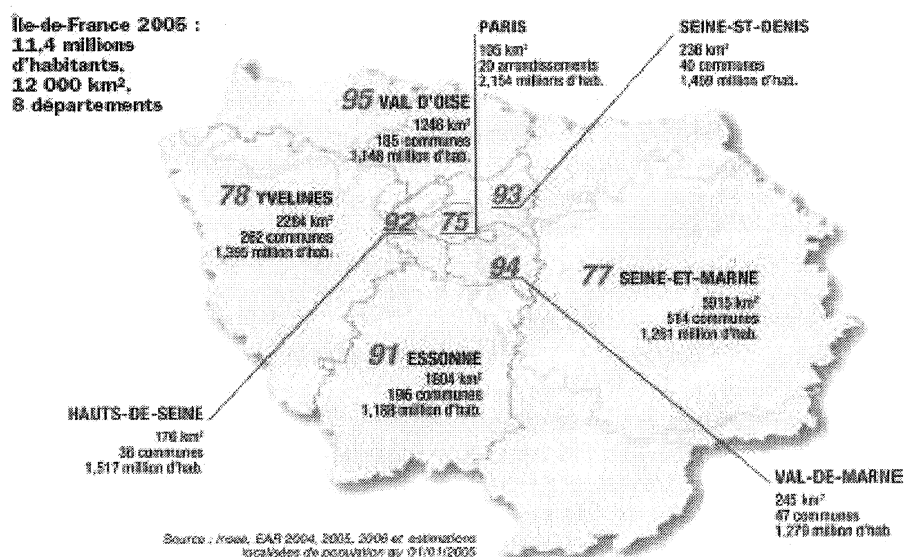 Île-de-France 2005 :
11,4 millions
d'habitants,
12 000 km²,
8 départements
PARIS
105 km²
20 arrondissements
2,154 millions d'hab.
SEINE-ST-DENIS
236 km²
40 communes
1,459 million d'hab.
95 VAL D'OISE
1246 km²
185 communes
1,148 million d'hab.
78 YVELINES
2284 km²
262 communes
1,395 million d'hab.
92
75
93
94
77 SEINE-ET-MARNE
5915 km²
514 communes
1,261 million d'hab.
91 ESSONNE
1804 km²
196 communes
1,188 million d'hab.
HAUTS-DE-SEINE
176 km²
36 communes
1,517 million d'hab.
VAL-DE-MARNE
245 km²
47 communes
1,279 million d'hab.
Source : Insee, EAR 2004, 2005, 2006 et estimations
localisées de population au 01/01/2005